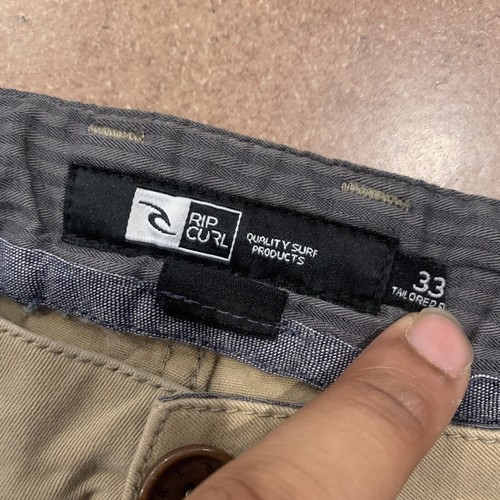 RIP
CURL
QUALITY SURF
PRODUCTS
33
TAILORED